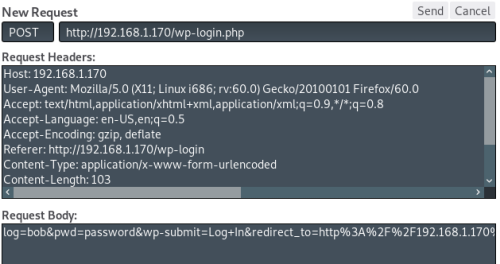 New Request
Send Cancel
POST http://192.168.1.170/wp-login.php
Request Headers:
Host: 192.168.1.170
User-Agent: Mozilla/5.0 (X11; Linux i686; rv:60.0) Gecko/20100101 Firefox/60.0
Accept: text/html,application/xhtml+xml,application/xml;q=0.9,*/*;q=0.8
Accept-Language: en-US,en;q=0.5
Accept-Encoding: gzip, deflate
Referer: http://192.168.1.170/wp-login
Content-Type: application/x-www-form-urlencoded
Content-Length: 103
Request Body:
log=bob&pwd=password&wp-submit=Log+In&redirect_to=http%3A%2F%2F192.168.1.170%